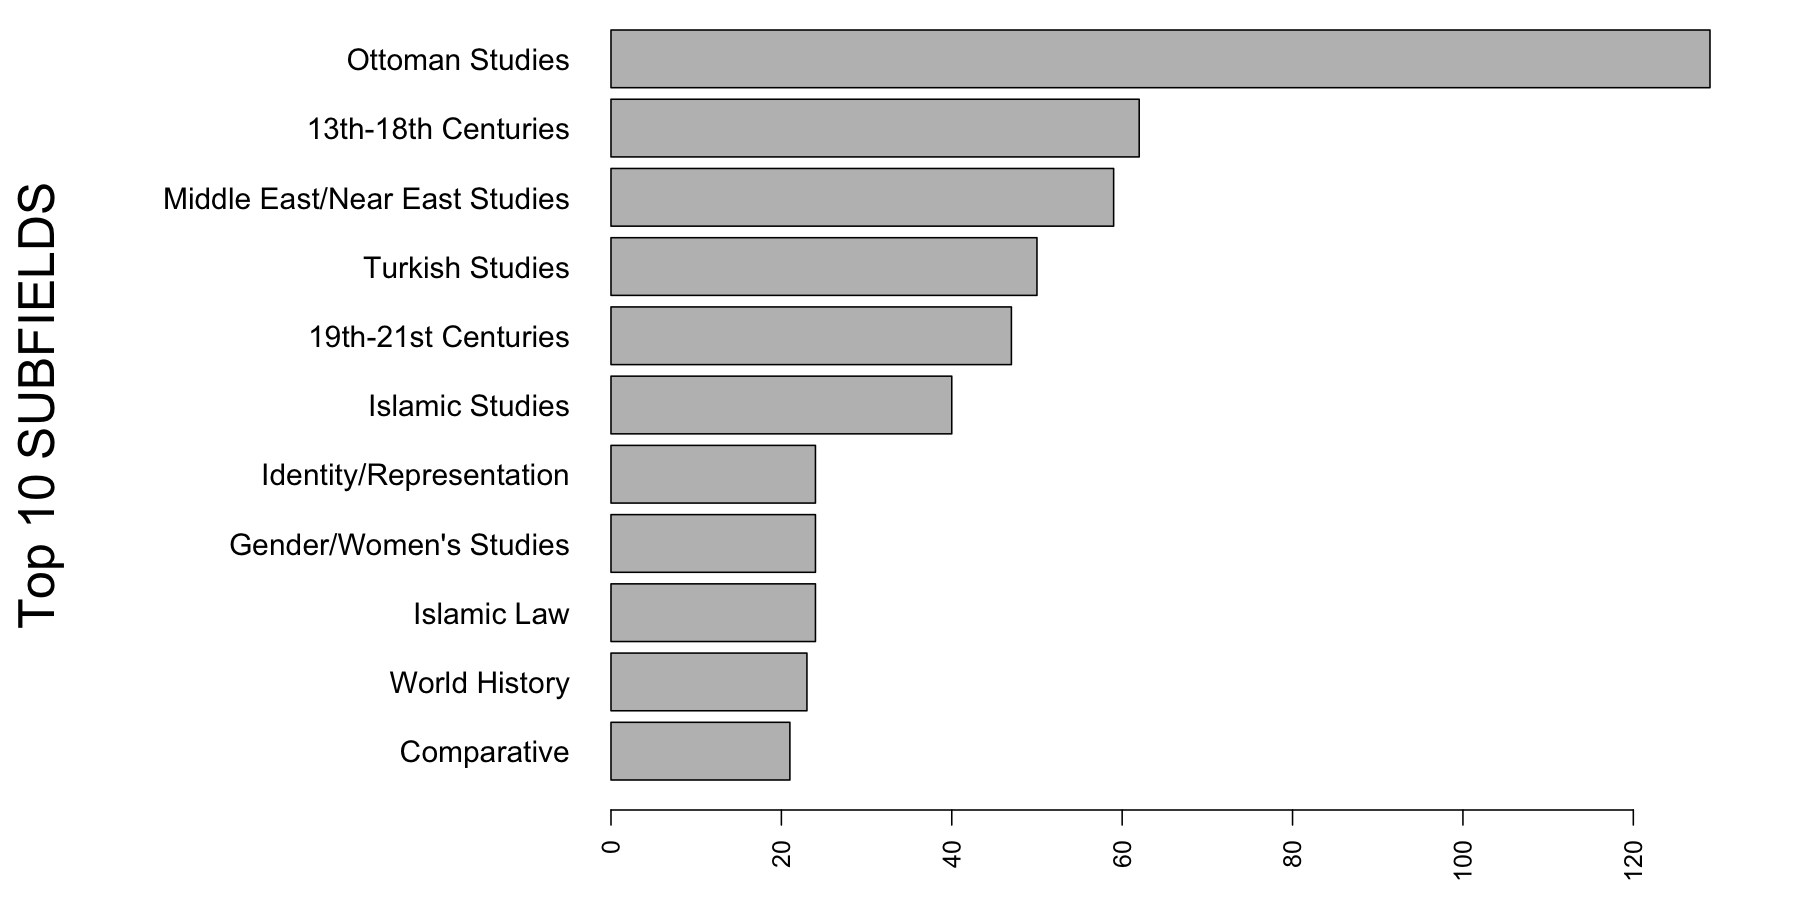 Top 10 SUBFIELDS
Ottoman Studies
13th-18th Centuries
Middle East/Near East Studies
Turkish Studies
19th-21st Centuries
Islamic Studies
Identity/Representation
Gender/Women's Studies
Islamic Law
World History
Comparative
0 20 40 60 80 100 120